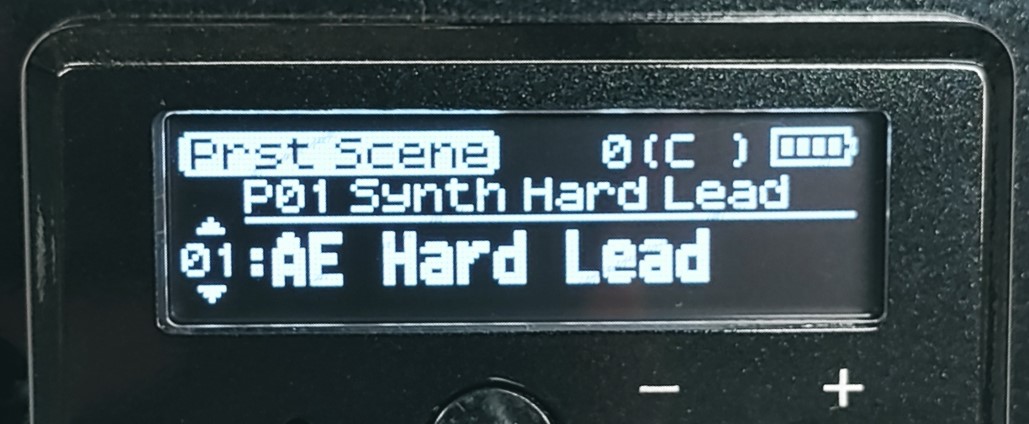 Prst Scene 0(C )
P01 Synth Hard Lead
01:AE Hard Lead
− +